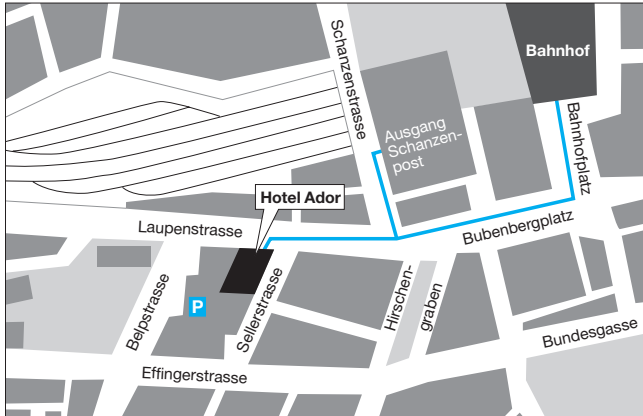 Bahnhof
Schanzenstrasse
Ausgang
Schanzen-
post
Bahnhofplatz
Hotel Ador
Laupenstrasse
Bubenbergplatz
Belpstrasse
P
Sellerstrasse
Hirschen-
graben
Bundesgasse
Effingerstrasse